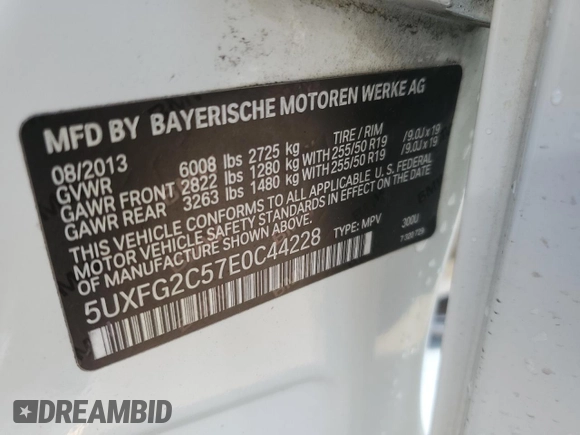 MFD BY BAYERISCHE MOTOREN WERKE AG
08/2013 TIRE / RIM
GVWR 6008 lbs 2725 kg
GAWR FRONT 2822 lbs 1280 kg WITH 255/50 R19 /9.0J x 19
GAWR REAR 3263 lbs 1480 kg WITH 255/50 R19 /9.0J x 19
THIS VEHICLE CONFORMS TO ALL APPLICABLE U.S. FEDERAL
MOTOR VEHICLE SAFETY STANDARDS IN EFFECT ON THE DATE
OF MANUFACTURE SHOWN ABOVE.
5UXFG2C57E0C44228 TYPE: MPV 300U
DREAMBID